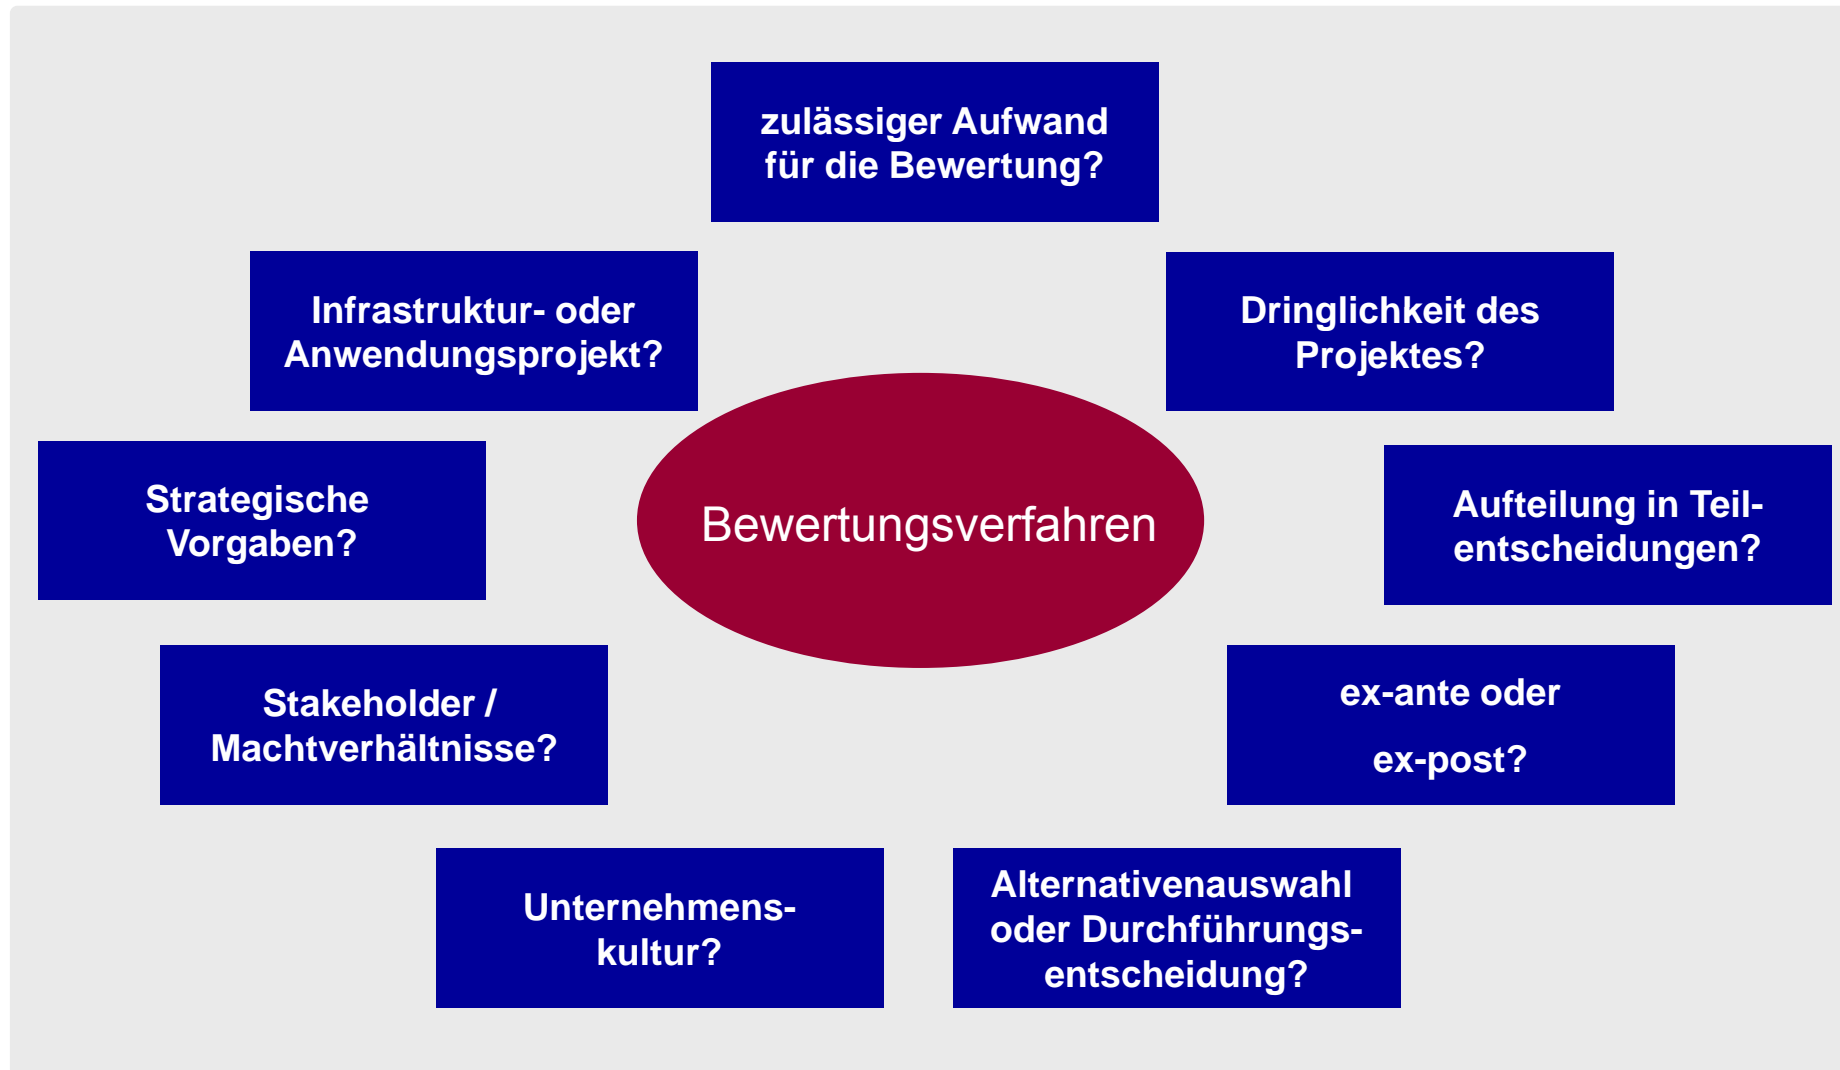 zulässiger Aufwand
für die Bewertung?
Infrastruktur- oder
Anwendungsprojekt?
Dringlichkeit des
Projektes?
Strategische
Vorgaben?
Bewertungsverfahren
Aufteilung in Teil-
entscheidungen?
Stakeholder /
Machtverhältnisse?
ex-ante oder
ex-post?
Unternehmens-
kultur?
Alternativenauswahl
oder Durchführungs-
entscheidung?